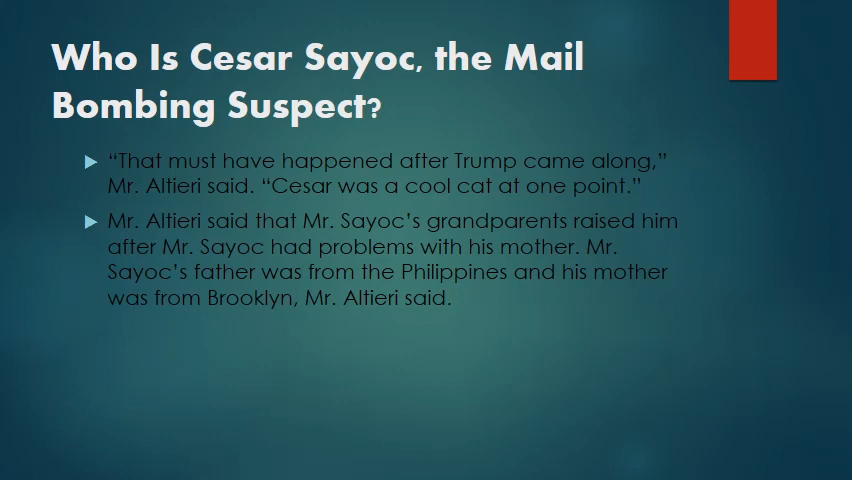 Who Is Cesar Sayoc, the Mail
Bombing Suspect?
“That must have happened after Trump came along,”
Mr. Altieri said. “Cesar was a cool cat at one point.”
Mr. Altieri said that Mr. Sayoc’s grandparents raised him
after Mr. Sayoc had problems with his mother. Mr.
Sayoc’s father was from the Philippines and his mother
was from Brooklyn, Mr. Altieri said.